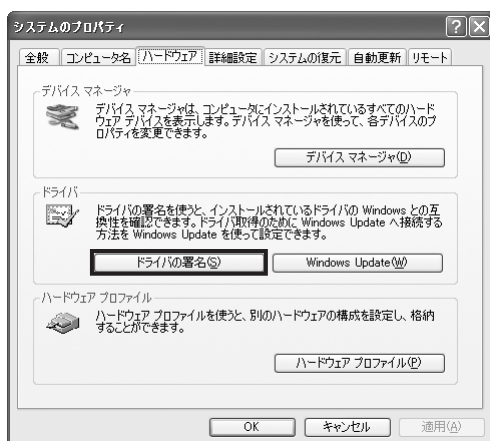 システムのプロパティ
全般 コンピュータ名 ハードウェア 詳細設定 システムの復元 自動更新 リモート
デバイス マネージャ
デバイス マネージャは、コンピュータにインストールされているすべてのハード
ウェア デバイスを表示します。デバイス マネージャを使って、各デバイスのプ
ロパティを変更できます。
デバイス マネージャ(D)
ドライバ
ドライバの署名を使うと、インストールされているドライバの Windows との互
換性を確認できます。ドライバ取得のために Windows Update へ接続する
方法を Windows Update を使って設定できます。
ドライバの署名(S) Windows Update(W)
ハードウェア プロファイル
ハードウェア プロファイルを使うと、別のハードウェアの構成を設定し、格納
することができます。
ハードウェア プロファイル(P)
OK キャンセル 適用(A)